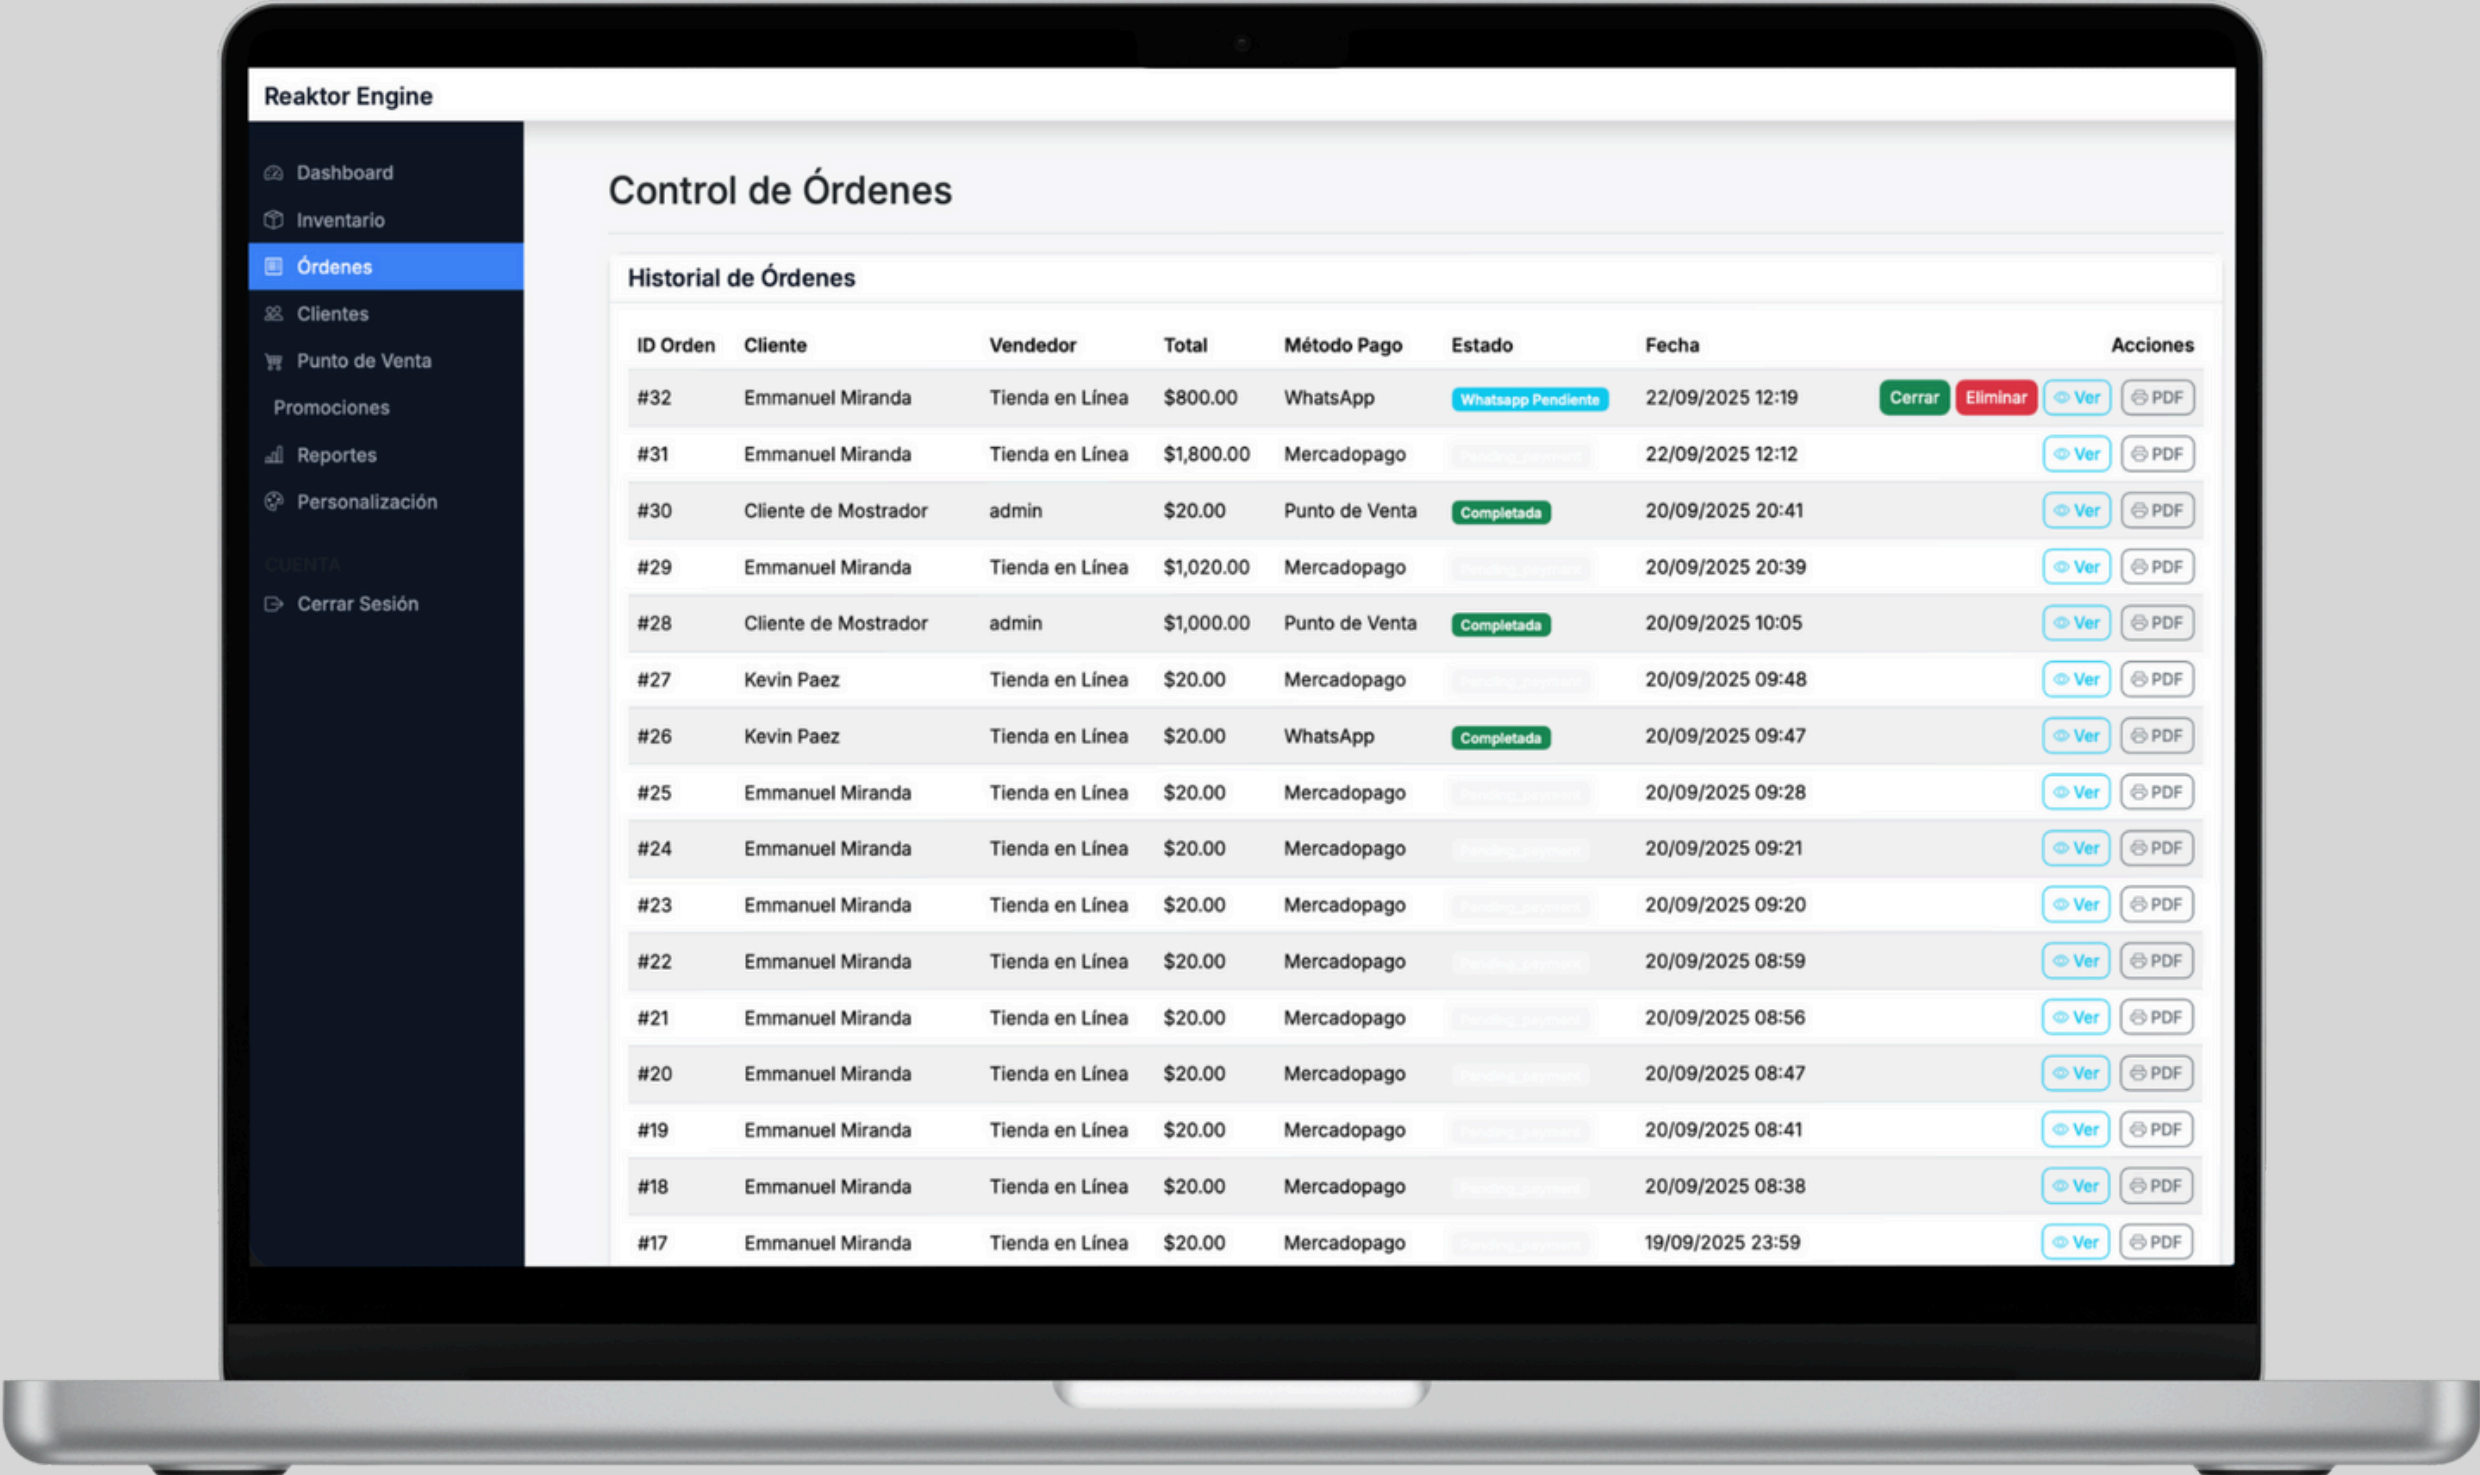 Reaktor Engine
Dashboard
Inventario
Órdenes
Clientes
Punto de Venta
Promociones
Reportes
Personalización
CUENTA
Cerrar Sesión
Control de Órdenes
Historial de Órdenes
ID Orden Cliente Vendedor Total Método Pago Estado Fecha Acciones
#32 Emmanuel Miranda Tienda en Línea $800.00 WhatsApp Whatsapp Pendiente 22/09/2025 12:19 Cerrar Eliminar Ver PDF
#31 Emmanuel Miranda Tienda en Línea $1,800.00 Mercadopago Pending_payment 22/09/2025 12:12 Ver PDF
#30 Cliente de Mostrador admin $20.00 Punto de Venta Completada 20/09/2025 20:41 Ver PDF
#29 Emmanuel Miranda Tienda en Línea $1,020.00 Mercadopago Pending_payment 20/09/2025 20:39 Ver PDF
#28 Cliente de Mostrador admin $1,000.00 Punto de Venta Completada 20/09/2025 10:05 Ver PDF
#27 Kevin Paez Tienda en Línea $20.00 Mercadopago Pending_payment 20/09/2025 09:48 Ver PDF
#26 Kevin Paez Tienda en Línea $20.00 WhatsApp Completada 20/09/2025 09:47 Ver PDF
#25 Emmanuel Miranda Tienda en Línea $20.00 Mercadopago Pending_payment 20/09/2025 09:28 Ver PDF
#24 Emmanuel Miranda Tienda en Línea $20.00 Mercadopago Pending_payment 20/09/2025 09:21 Ver PDF
#23 Emmanuel Miranda Tienda en Línea $20.00 Mercadopago Pending_payment 20/09/2025 09:20 Ver PDF
#22 Emmanuel Miranda Tienda en Línea $20.00 Mercadopago Pending_payment 20/09/2025 08:59 Ver PDF
#21 Emmanuel Miranda Tienda en Línea $20.00 Mercadopago Pending_payment 20/09/2025 08:56 Ver PDF
#20 Emmanuel Miranda Tienda en Línea $20.00 Mercadopago Pending_payment 20/09/2025 08:47 Ver PDF
#19 Emmanuel Miranda Tienda en Línea $20.00 Mercadopago Pending_payment 20/09/2025 08:41 Ver PDF
#18 Emmanuel Miranda Tienda en Línea $20.00 Mercadopago Pending_payment 20/09/2025 08:38 Ver PDF
#17 Emmanuel Miranda Tienda en Línea $20.00 Mercadopago Pending_payment 19/09/2025 23:59 Ver PDF